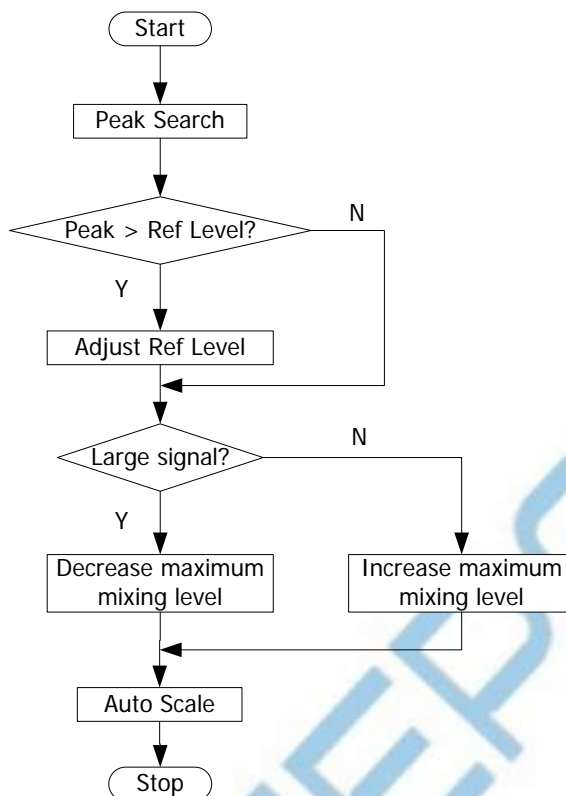 Start
Peak Search
Peak > Ref Level?
N
Y
Adjust Ref Level
Large signal?
N
Y
Decrease maximum
mixing level
Increase maximum
mixing level
Auto Scale
Stop